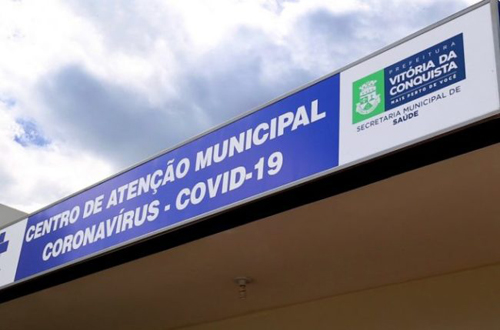 CENTRO DE ATENÇÃO MUNICIPAL
CORONAVÍRUS - COVID-19
PREFEITURA
VITÓRIA DA
CONQUISTA
MAIS PERTO DE VOCÊ
SECRETARIA MUNICIPAL DE
SAÚDE